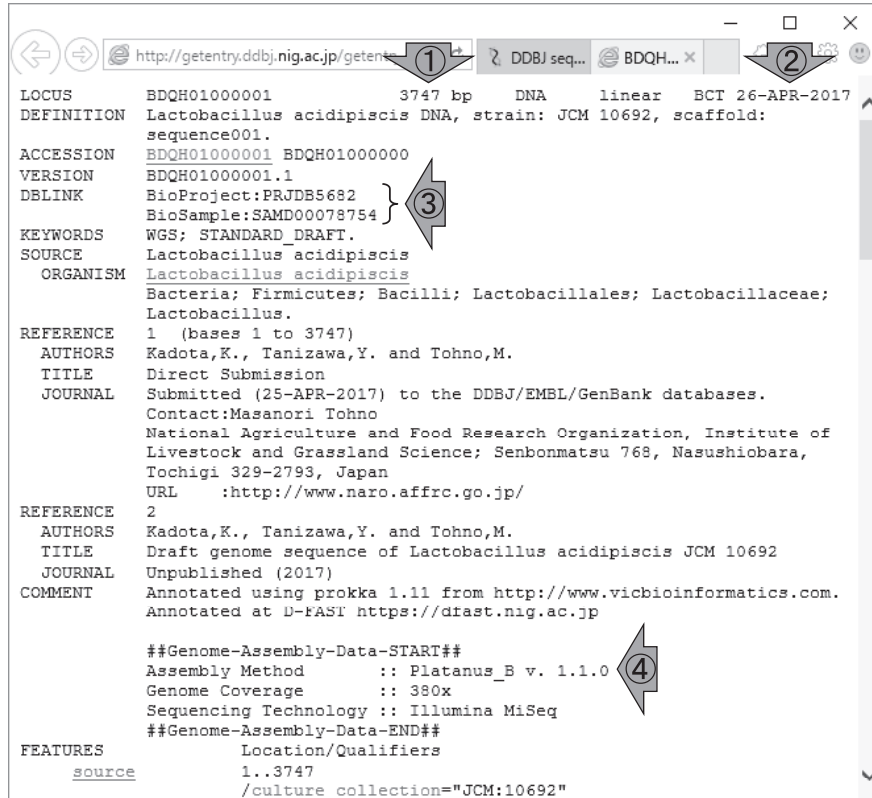 http://getentry.ddbj.nig.ac.jp/getentr
DDBJ seq...
BDQH...
①
②
LOCUS BDQH01000001 3747 bp DNA linear BCT 26-APR-2017
DEFINITION Lactobacillus acidipiscis DNA, strain: JCM 10692, scaffold:
sequence001.
ACCESSION BDQH01000001 BDQH01000000
VERSION BDQH01000001.1
DBLINK BioProject:PRJDB5682
BioSample:SAMD00078754
③
KEYWORDS WGS; STANDARD_DRAFT.
SOURCE Lactobacillus acidipiscis
ORGANISM Lactobacillus acidipiscis
Bacteria; Firmicutes; Bacilli; Lactobacillales; Lactobacillaceae;
Lactobacillus.
REFERENCE 1 (bases 1 to 3747)
AUTHORS Kadota,K., Tanizawa,Y. and Tohno,M.
TITLE Direct Submission
JOURNAL Submitted (25-APR-2017) to the DDBJ/EMBL/GenBank databases.
Contact:Masanori Tohno
National Agriculture and Food Research Organization, Institute of
Livestock and Grassland Science; Senbonmatsu 768, Nasushiobara,
Tochigi 329-2793, Japan
URL :http://www.naro.affrc.go.jp/
REFERENCE 2
AUTHORS Kadota,K., Tanizawa,Y. and Tohno,M.
TITLE Draft genome sequence of Lactobacillus acidipiscis JCM 10692
JOURNAL Unpublished (2017)
COMMENT Annotated using prokka 1.11 from http://www.vicbioinformatics.com.
Annotated at D-FAST https://dfast.nig.ac.jp
##Genome-Assembly-Data-START##
Assembly Method :: Platanus_B v. 1.1.0
④
Genome Coverage :: 380x
Sequencing Technology :: Illumina MiSeq
##Genome-Assembly-Data-END##
FEATURES Location/Qualifiers
source 1..3747
/culture_collection="JCM:10692"